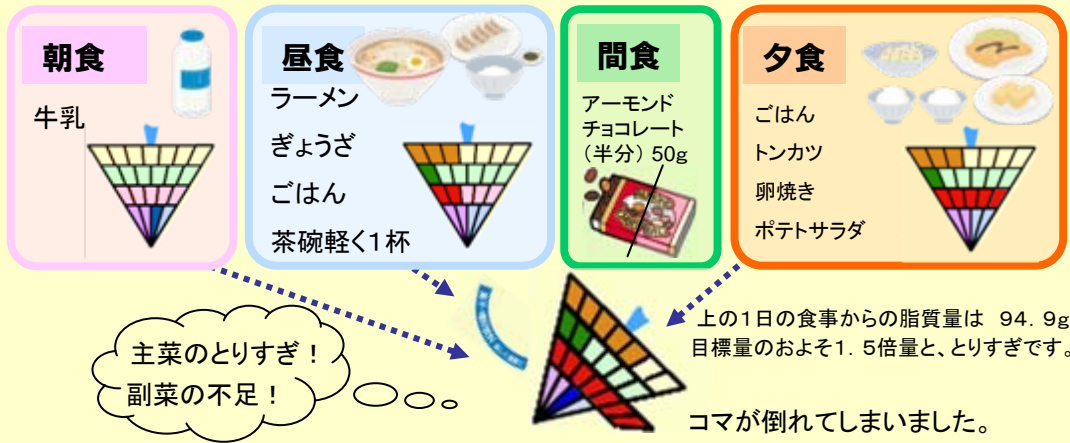 朝食
牛乳
昼食
ラーメン
ぎょうざ
ごはん
茶碗軽く1杯
間食
アーモンド
チョコレート
(半分) 50g
夕食
ごはん
トンカツ
卵焼き
ポテトサラダ
主菜のとりすぎ!
副菜の不足!
上の1日の食事からの脂質量は 94.9g
目標量のおよそ1.5倍量と、とりすぎです。
コマが倒れてしまいました。